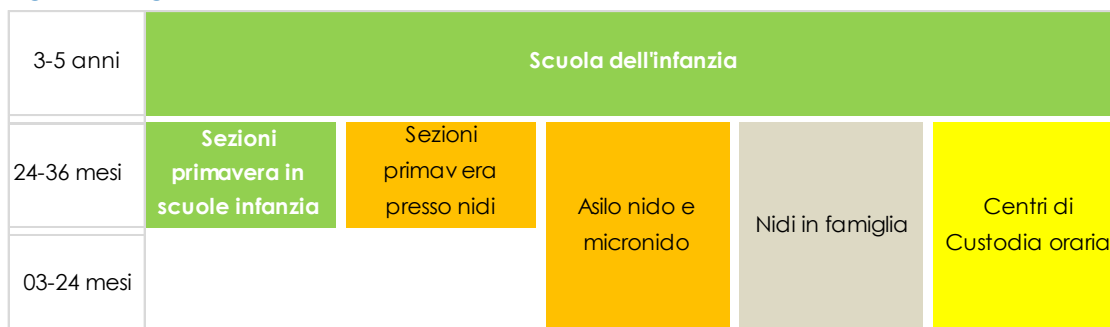 3-5 anni
Scuola dell'infanzia
24-36 mesi
Sezioni
primavera in
scuole infanzia
Sezioni
primav era
presso nidi
Asilo nido e
micronido
Nidi in famiglia
Centri di
Custodia oraria
03-24 mesi